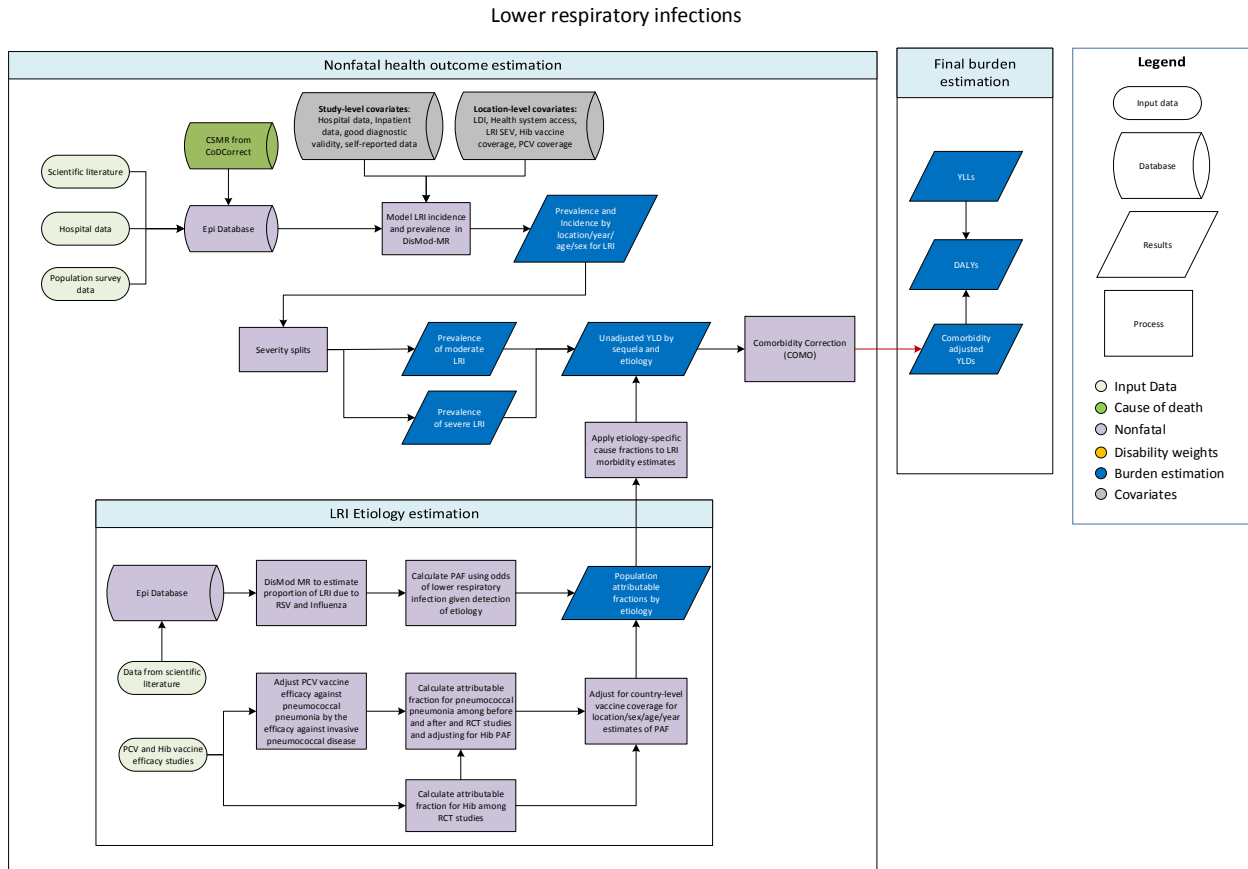 Lower respiratory infections
Nonfatal health outcome estimation
Study-level covariates:
Hospital data, Inpatient
data, good diagnostic
validity, self-reported data
Location-level covariates:
LDI, Health system access,
LRI SEV, Hib vaccine
coverage, PCV coverage
CSMR from
CoDCorrect
Scientific literature
Hospital data
Population survey
data
Epi Database
Model LRI incidence
and prevalence in
DisMod-MR
Prevalence and
Incidence by
location/year/
age/sex for LRI
Severity splits
Prevalence
of moderate
LRI
Prevalence
of severe LRI
Unadjusted YLD by
sequela and
etiology
Comorbidity Correction
(COMO)
Apply etiology-specific
cause fractions to LRI
morbidity estimates
LRI Etiology estimation
Epi Database
DisMod MR to estimate
proportion of LRI due to
RSV and Influenza
Calculate PAF using odds
of lower respiratory
infection given detection
of etiology
Population
attributable
fractions by
etiology
Data from scientific
literature
Adjust PCV vaccine
efficacy against
pneumococcal
pneumonia by the
efficacy against invasive
pneumococcal disease
Calculate attributable
fraction for pneumococcal
pneumonia among before
and after and RCT studies
and adjusting for Hib PAF
Adjust for country-level
vaccine coverage for
location/sex/age/year
estimates of PAF
PCV and Hib vaccine
efficacy studies
Calculate attributable
fraction for Hib among
RCT studies
Final burden
estimation
YLLs
DALYs
Comorbidity
adjusted
YLDs
Legend
Input data
Database
Results
Process
Input Data
Cause of death
Nonfatal
Disability weights
Burden estimation
Covariates